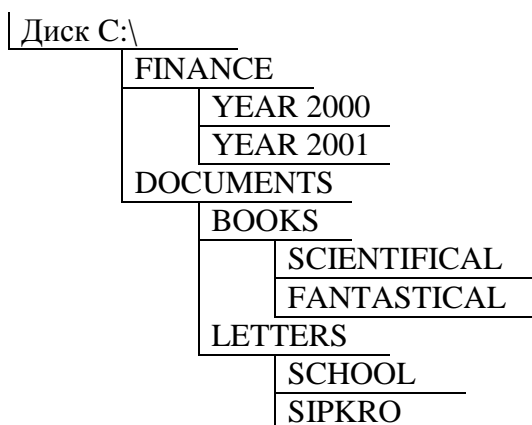 Диск C:\
FINANCE
YEAR 2000
YEAR 2001
DOCUMENTS
BOOKS
SCIENTIFICAL
FANTASTICAL
LETTERS
SCHOOL
SIPKRO